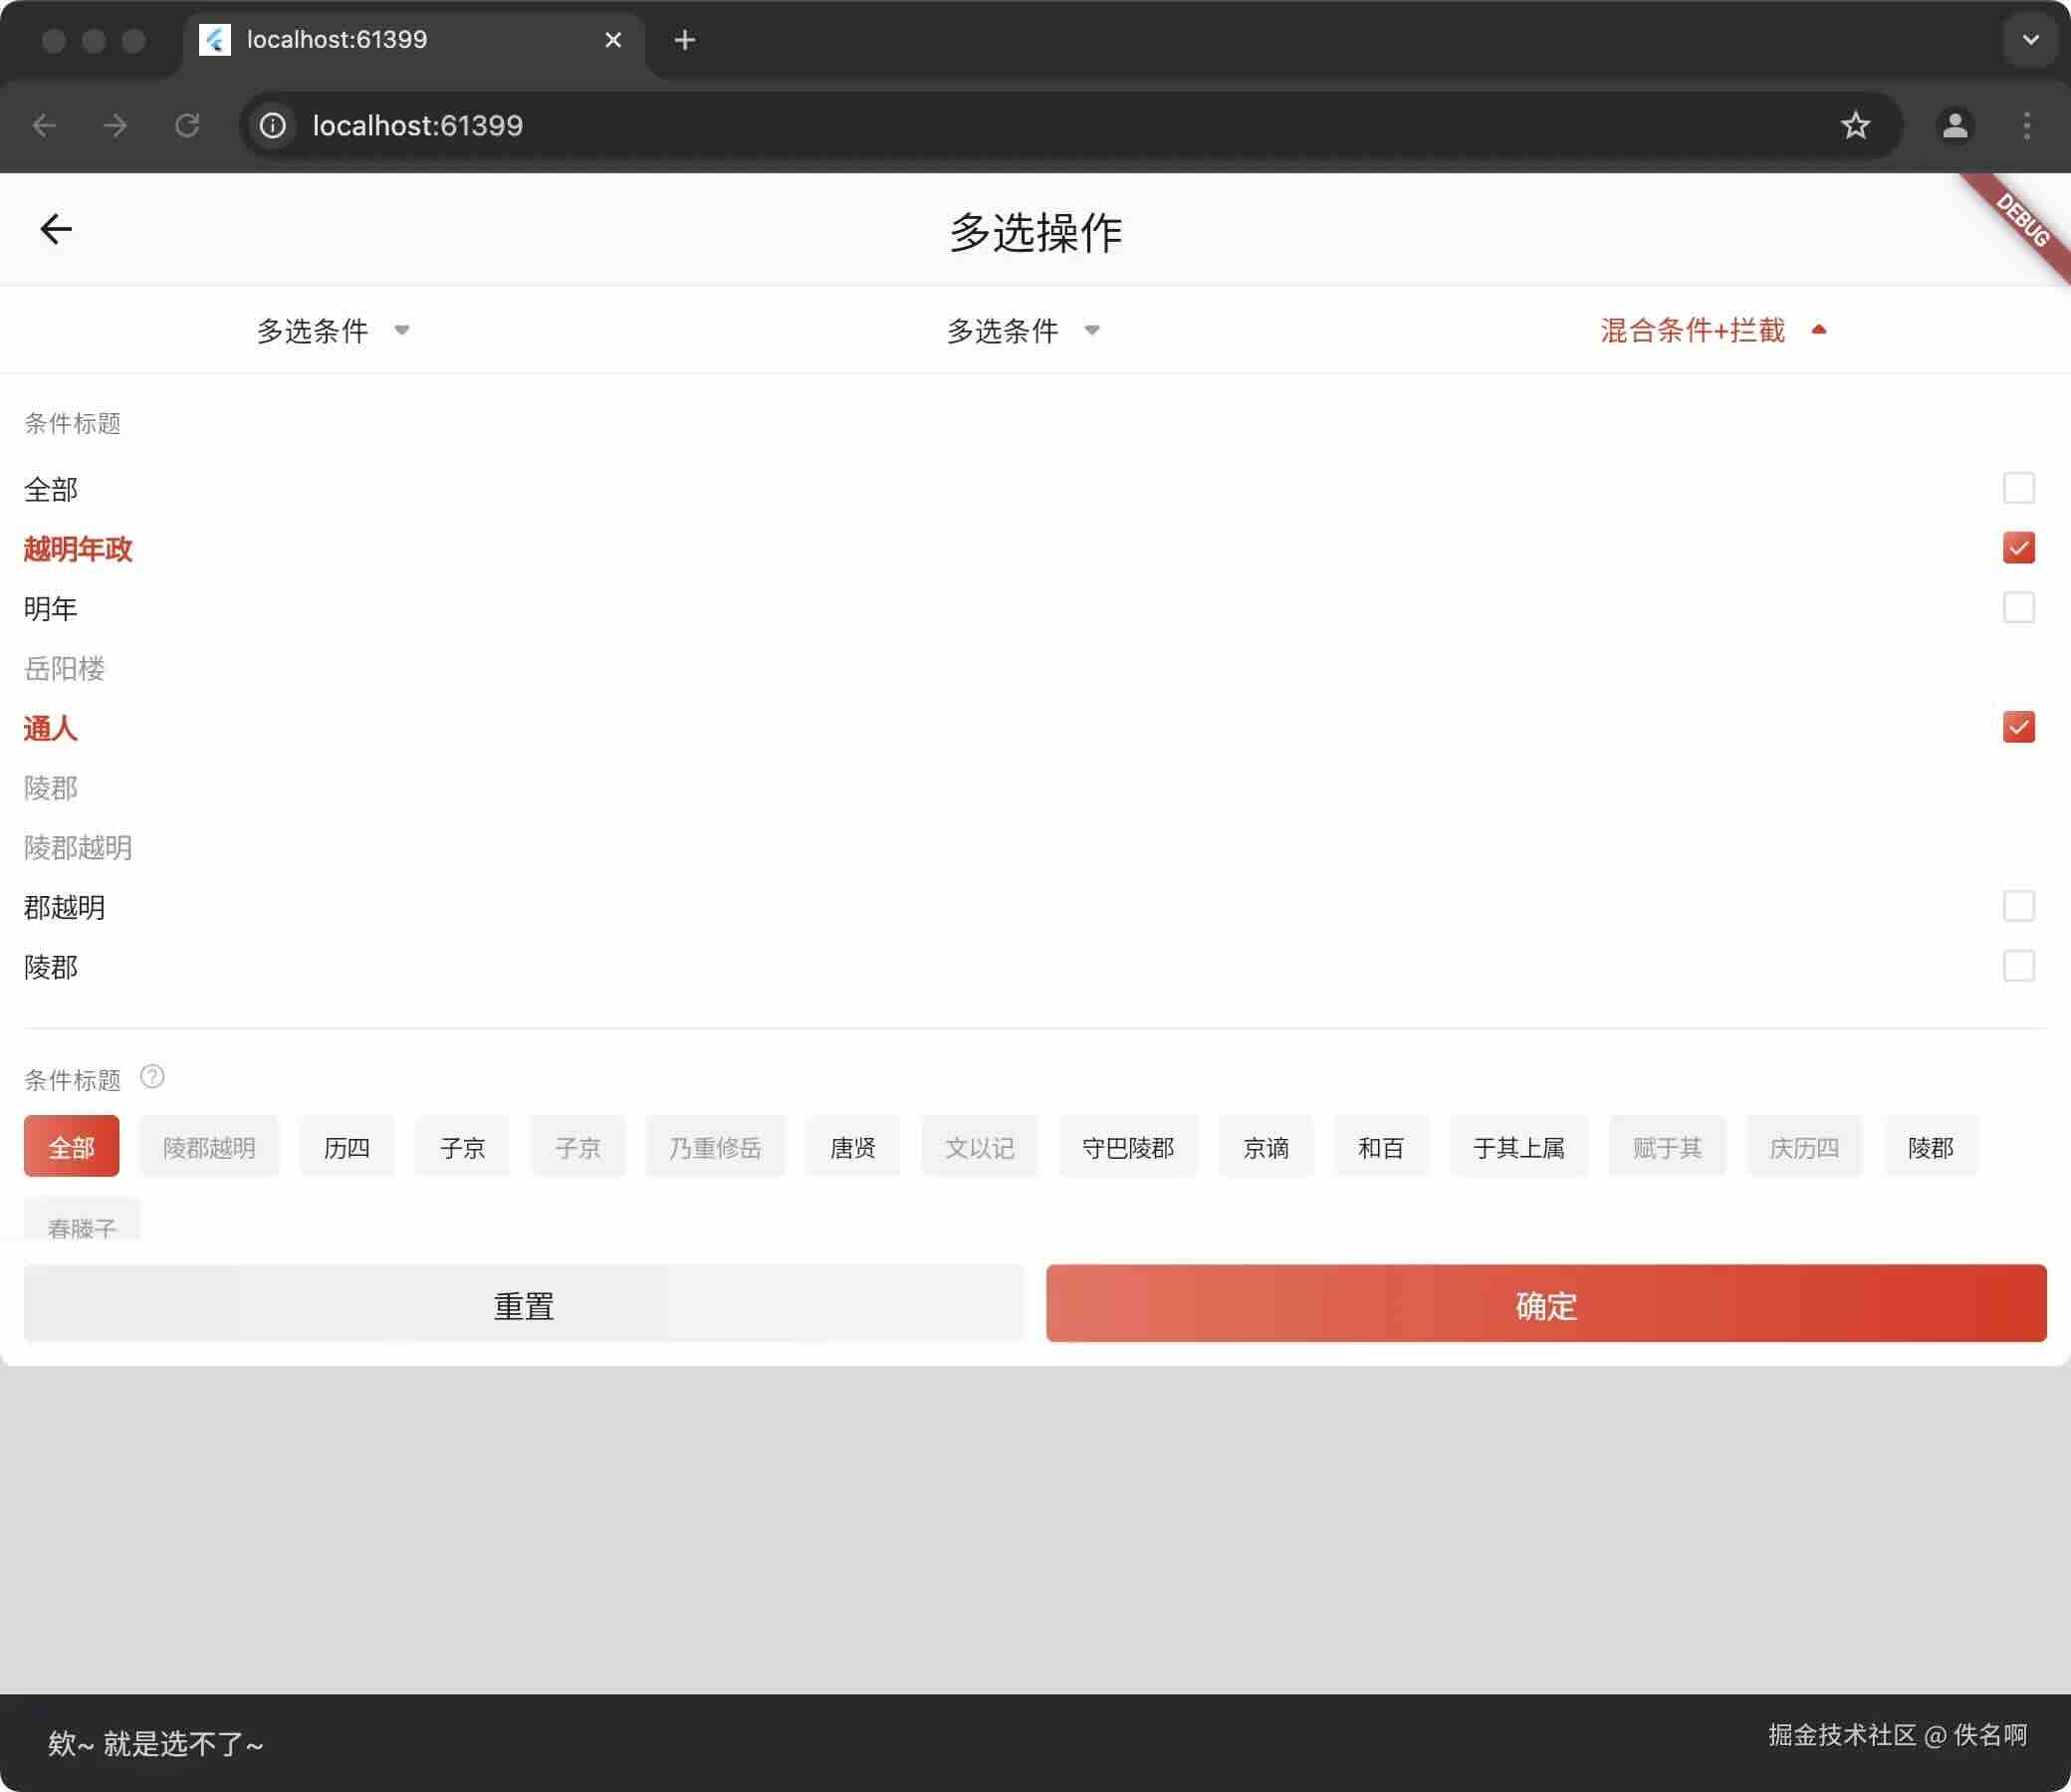 localhost:61399
localhost:61399
多选操作
DEBUG
多选条件 多选条件 混合条件+拦截
条件标题
全部
越明年政
明年
岳阳楼
通人
陵郡
陵郡越明
郡越明
陵郡
条件标题
全部 陵郡越明 历四 子京 子京 乃重修岳 唐贤 文以记 守巴陵郡 京谪 和百 于其上属 赋于其 庆历四 陵郡
春滕子
重置 确定
欸~ 就是选不了~
掘金技术社区 @ 佚名啊